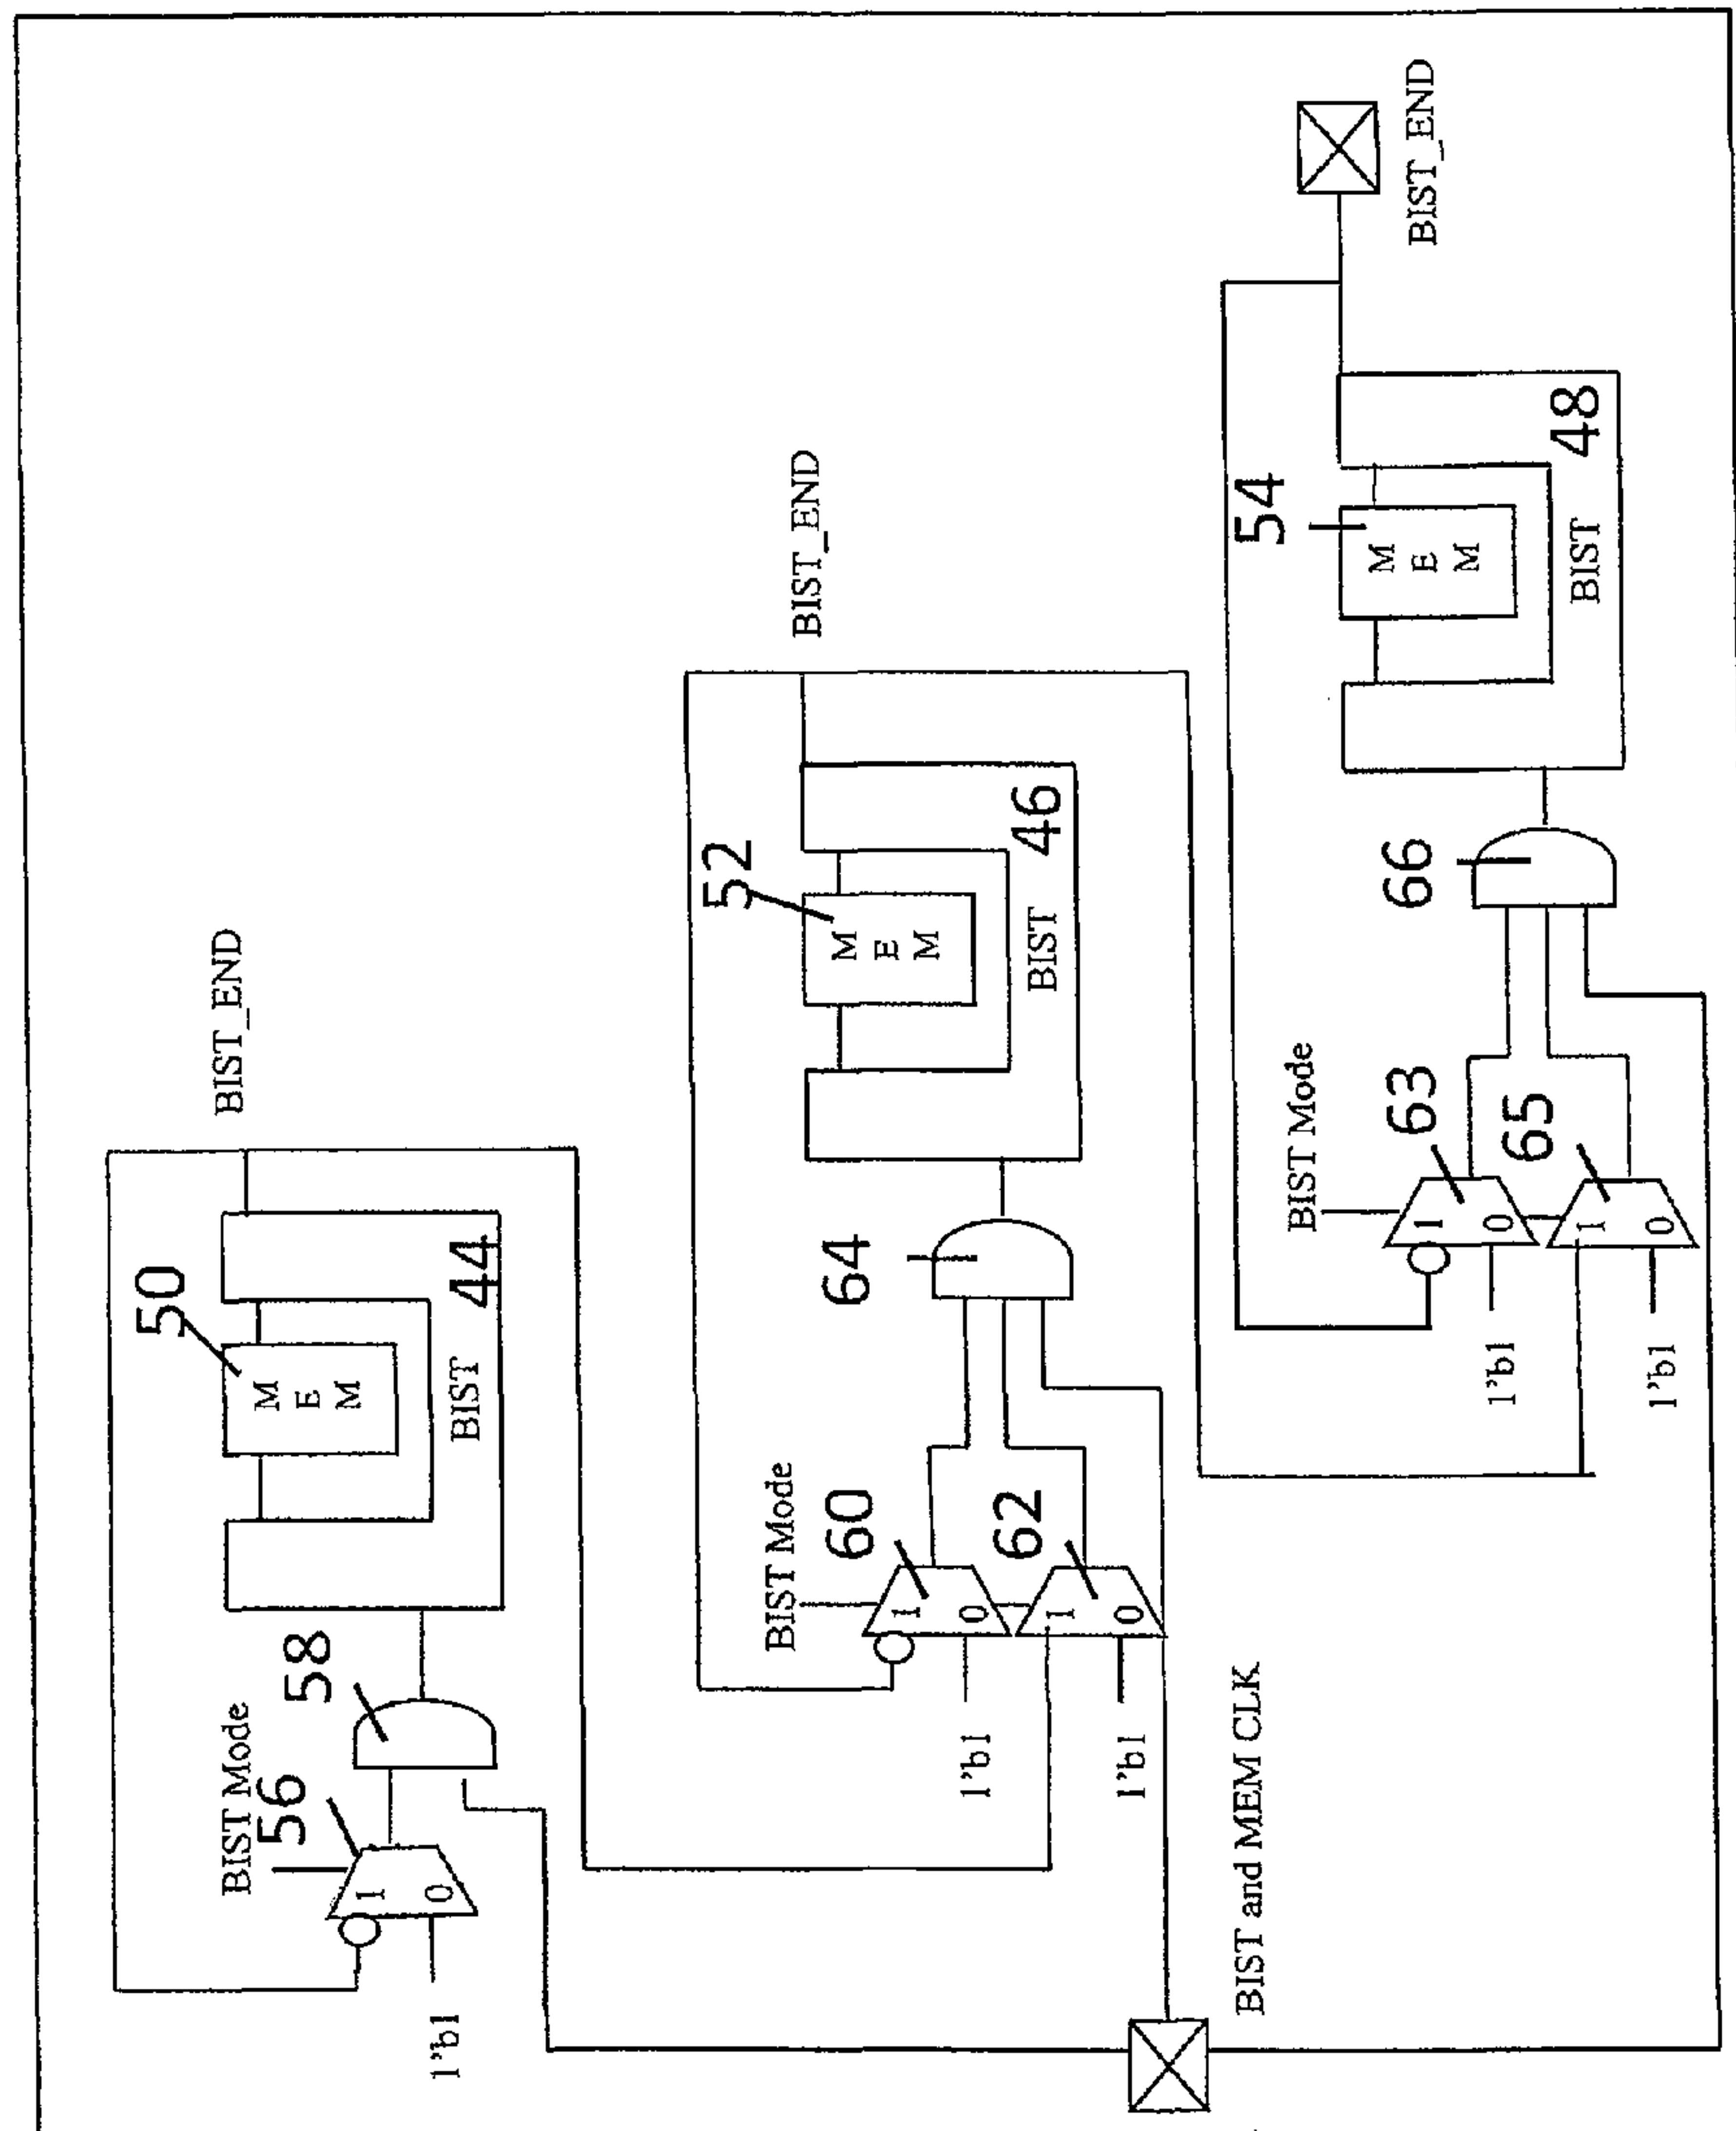 BIST_END
50
M
E
M
44
BIST
58
BIST Mode
56
1
0
1'b1
BIST_END
52
M
E
M
46
BIST
64
BIST Mode
60
1
0
62
1
0
1'b1
1'b1
BIST and MEM CLK
BIST_END
54
M
E
M
48
BIST
66
BIST Mode
63
1
0
65
1
0
1'b1
1'b1